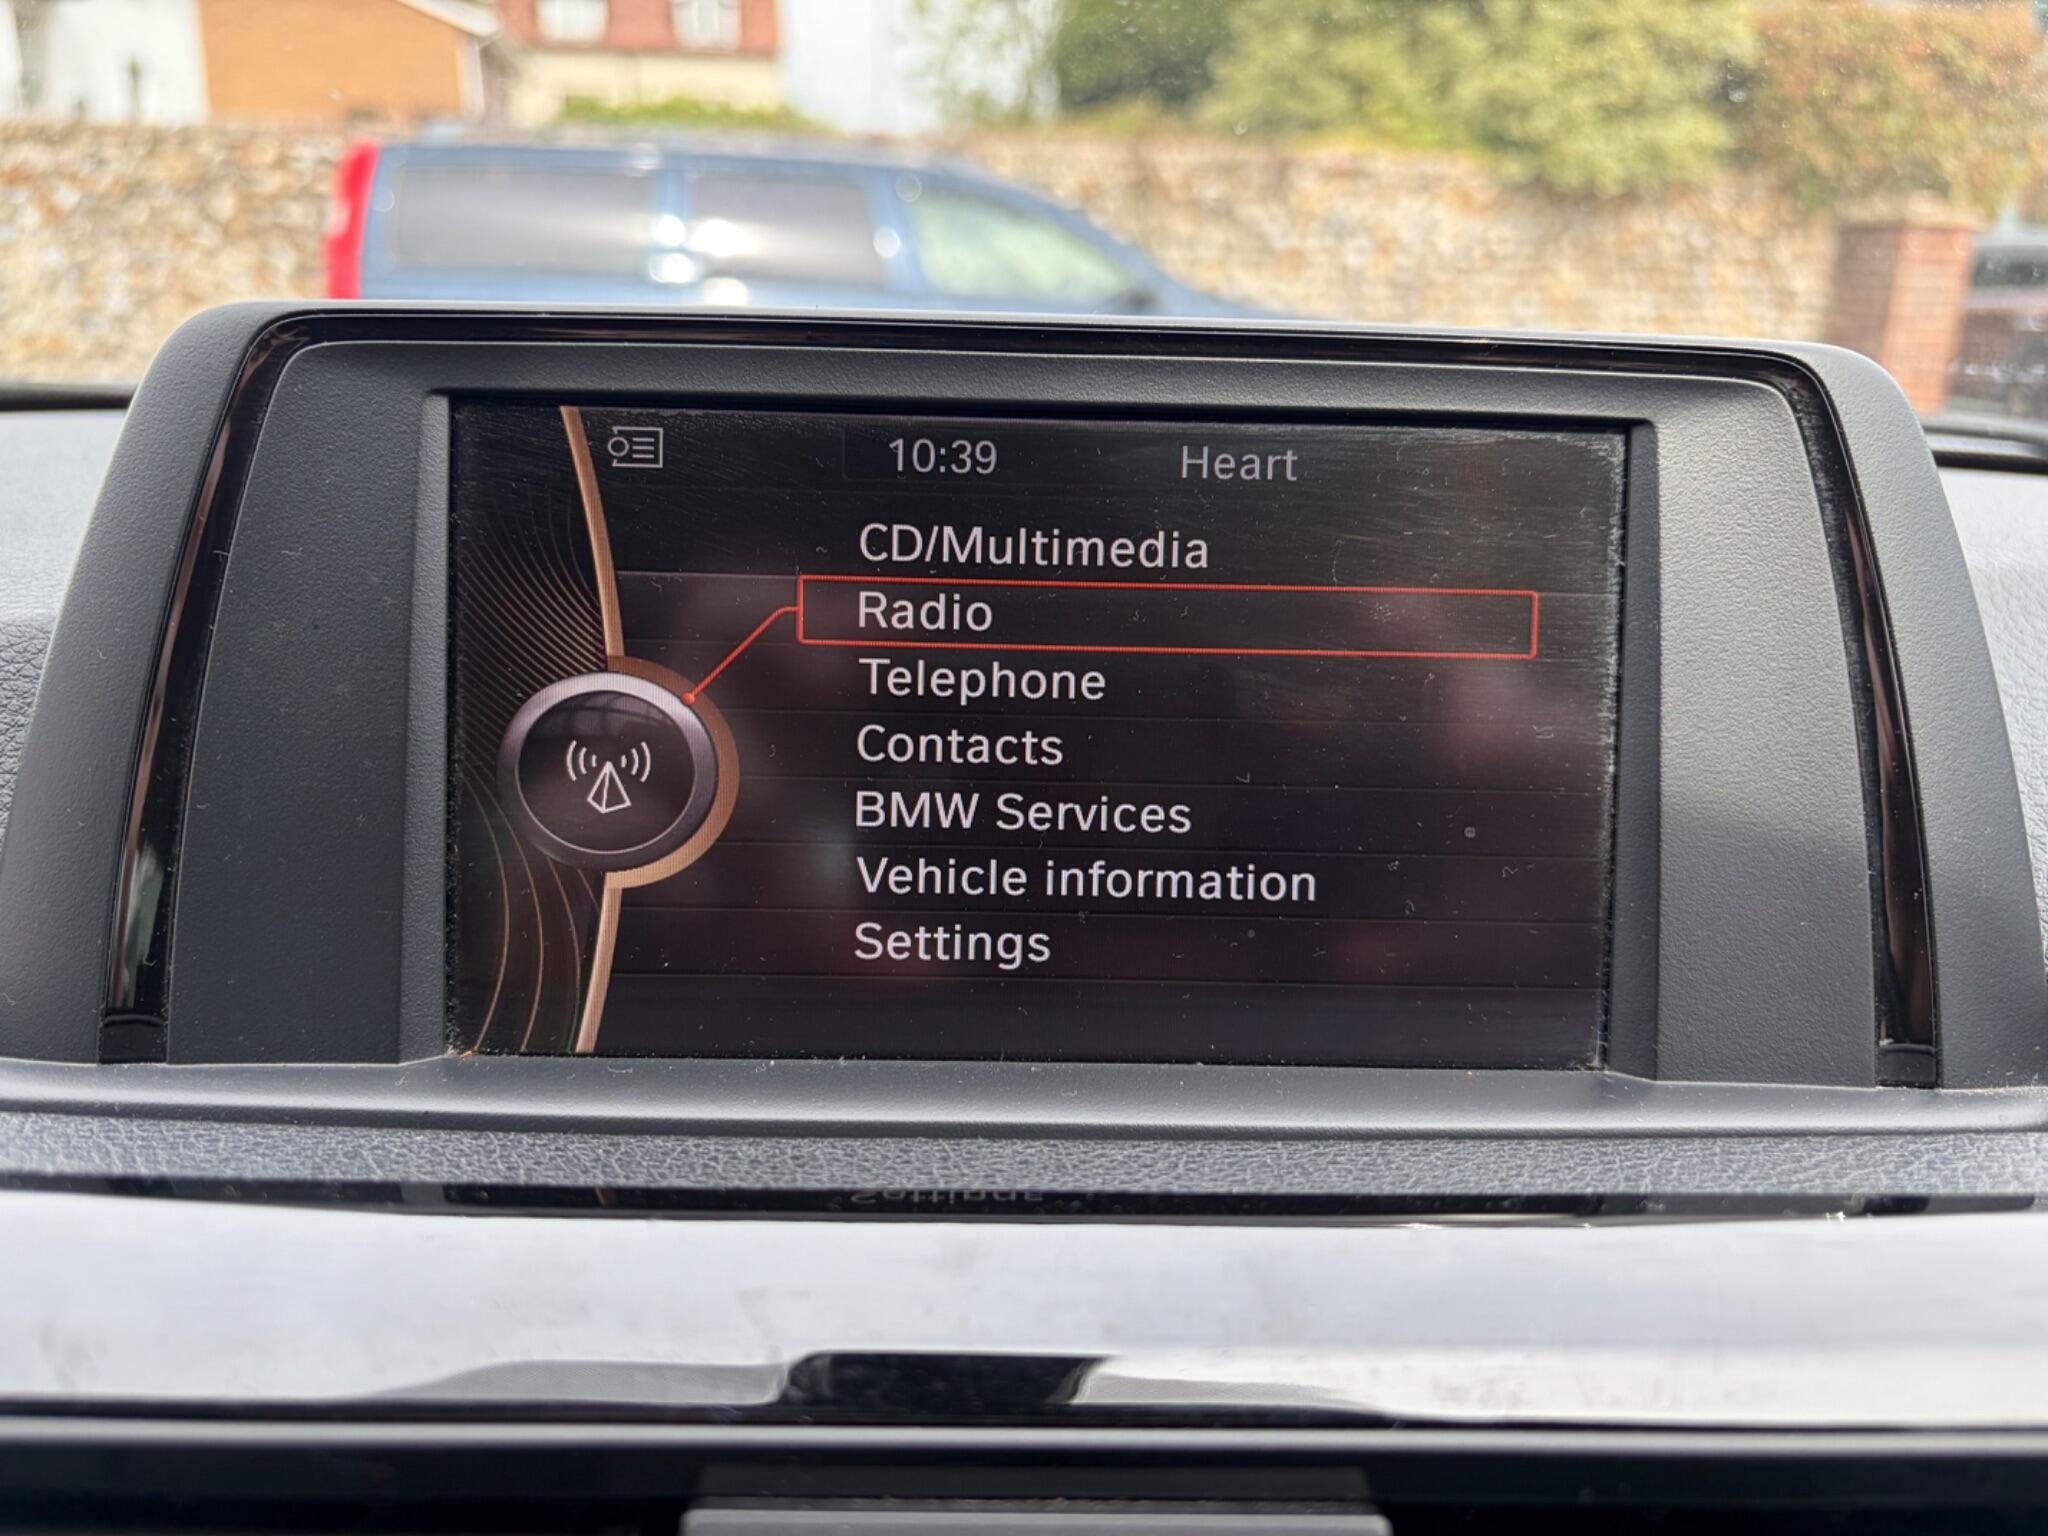 10:39 Heart
CD/Multimedia
Radio
Telephone
Contacts
BMW Services
Vehicle information
Settings